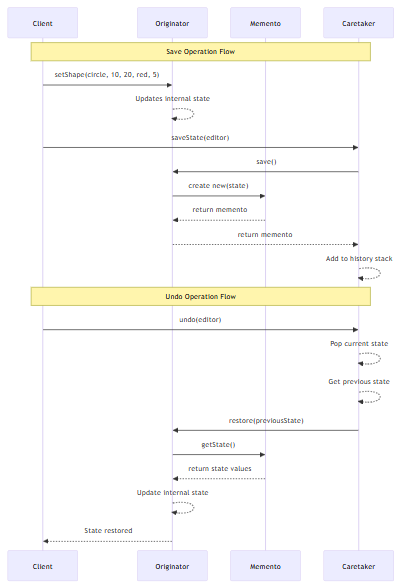 Client Originator Memento Caretaker
Save Operation Flow
setShape(circle, 10, 20, red, 5)
Updates internal state
saveState(editor)
save()
create new(state)
return memento
return memento
Add to history stack
Undo Operation Flow
undo(editor)
Pop current state
Get previous state
restore(previousState)
getState()
return state values
Update internal state
State restored
Client Originator Memento Caretaker